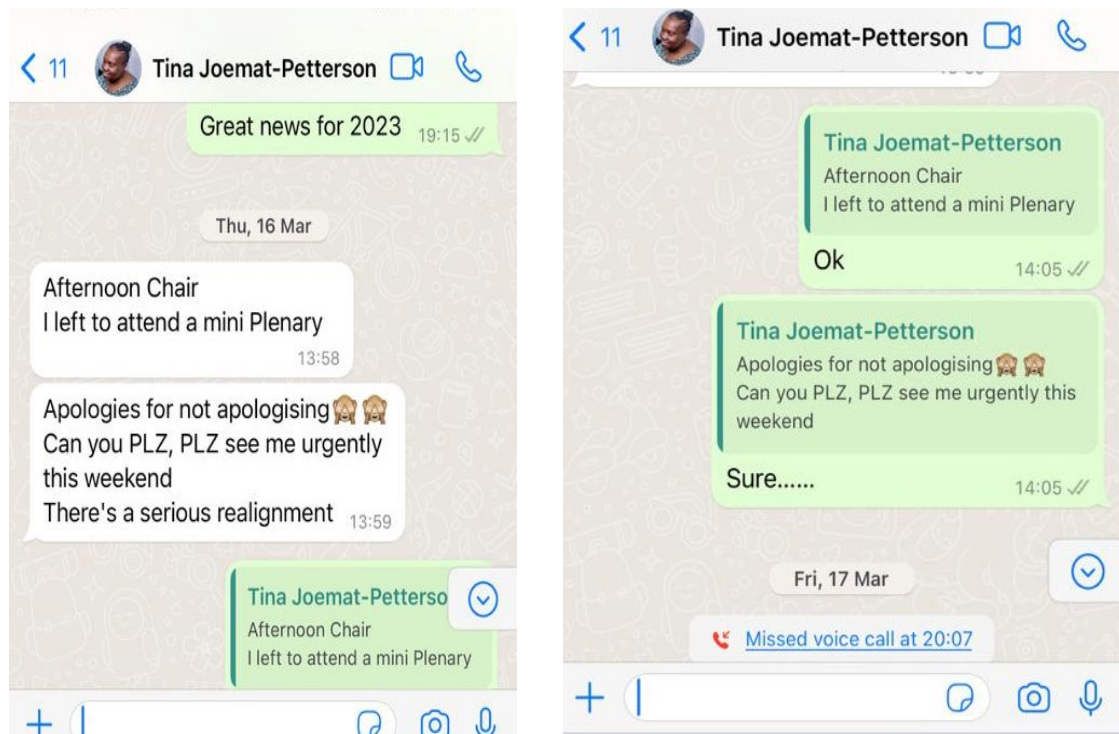 11 Tina Joemat-Petterson
Great news for 2023 19:15
Thu, 16 Mar
Afternoon Chair
I left to attend a mini Plenary
13:58
Apologies for not apologising🙈🙈
Can you PLZ, PLZ see me urgently
this weekend
There's a serious realignment 13:59
Tina Joemat-Petterso
Afternoon Chair
I left to attend a mini Plenary
11 Tina Joemat-Petterson
Tina Joemat-Petterson
Afternoon Chair
I left to attend a mini Plenary
Ok 14:05
Tina Joemat-Petterson
Apologies for not apologising🙈🙈
Can you PLZ, PLZ see me urgently this
weekend
Sure...... 14:05
Fri, 17 Mar
Missed voice call at 20:07